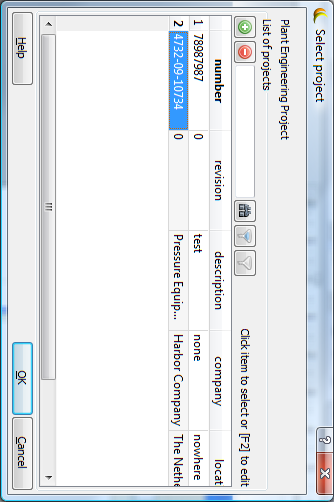 Select project
?
X
Plant Engineering Project
List of projects
Click item to select or [F2] to edit
number revision description company locat
1 78987987 0 test none nowhere
2 4732-09-10734 0 Pressure Equip... Harbor Company The Nethe
Help
OK
Cancel